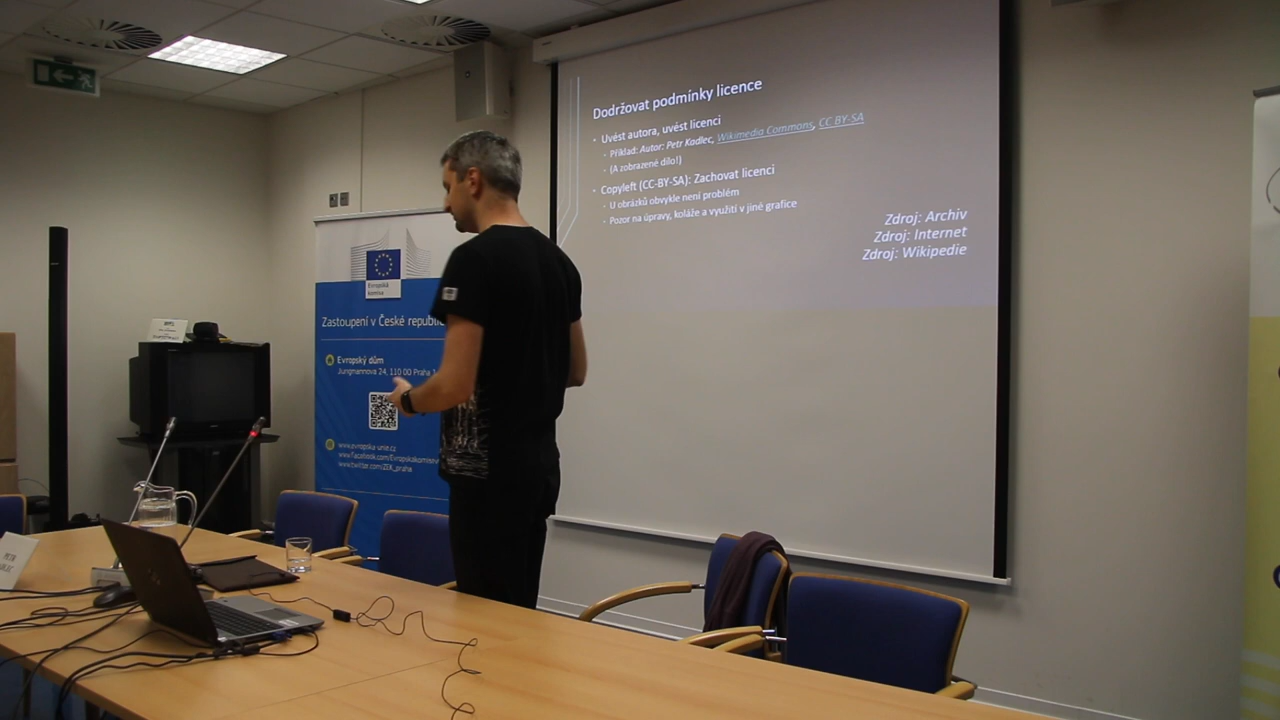 Dodržovat podmínky licence
Uvést autora, uvést licenci
Příklad: Autor: Petr Kadlec, Wikimedia Commons, CC BY-SA
(A zobrazené dílo!)
Copyleft (CC-BY-SA): Zachovat licenci
U obrázků obvykle není problém
Pozor na úpravy, koláže a využití v jiné grafice
Zdroj: Archiv
Zdroj: Internet
Zdroj: Wikipedie
Evropská
komise
Zastoupení v České republi
Evropský dům
Jungmannova 24, 110 00 Praha 1
www.evropska-unie.cz
www.facebook.com/Evropskakomise
www.twitter.com/ZEK_praha
PETR